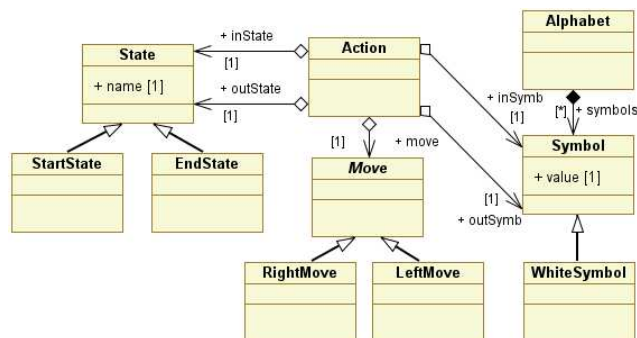 State
+ name [1]
+ inState
[1]
+ outState
[1]
Action
Alphabet
+ inSymb
[1]
[*] + symbols
Symbol
+ value [1]
StartState
EndState
[1]
+ move
Move
[1]
+ outSymb
RightMove
LeftMove
WhiteSymbol